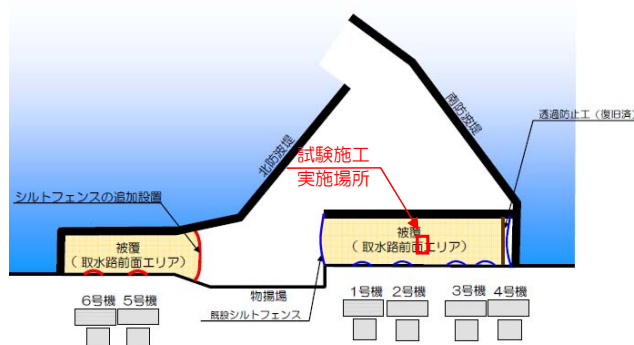 北防波堤
南防波堤
透過防止工(復旧済)
試験施工
実施場所
シルトフェンスの追加設置
被覆
(取水路前面エリア)
被覆
(取水路前面エリア)
物揚場
既設シルトフェンス
6号機
5号機
1号機
2号機
3号機
4号機